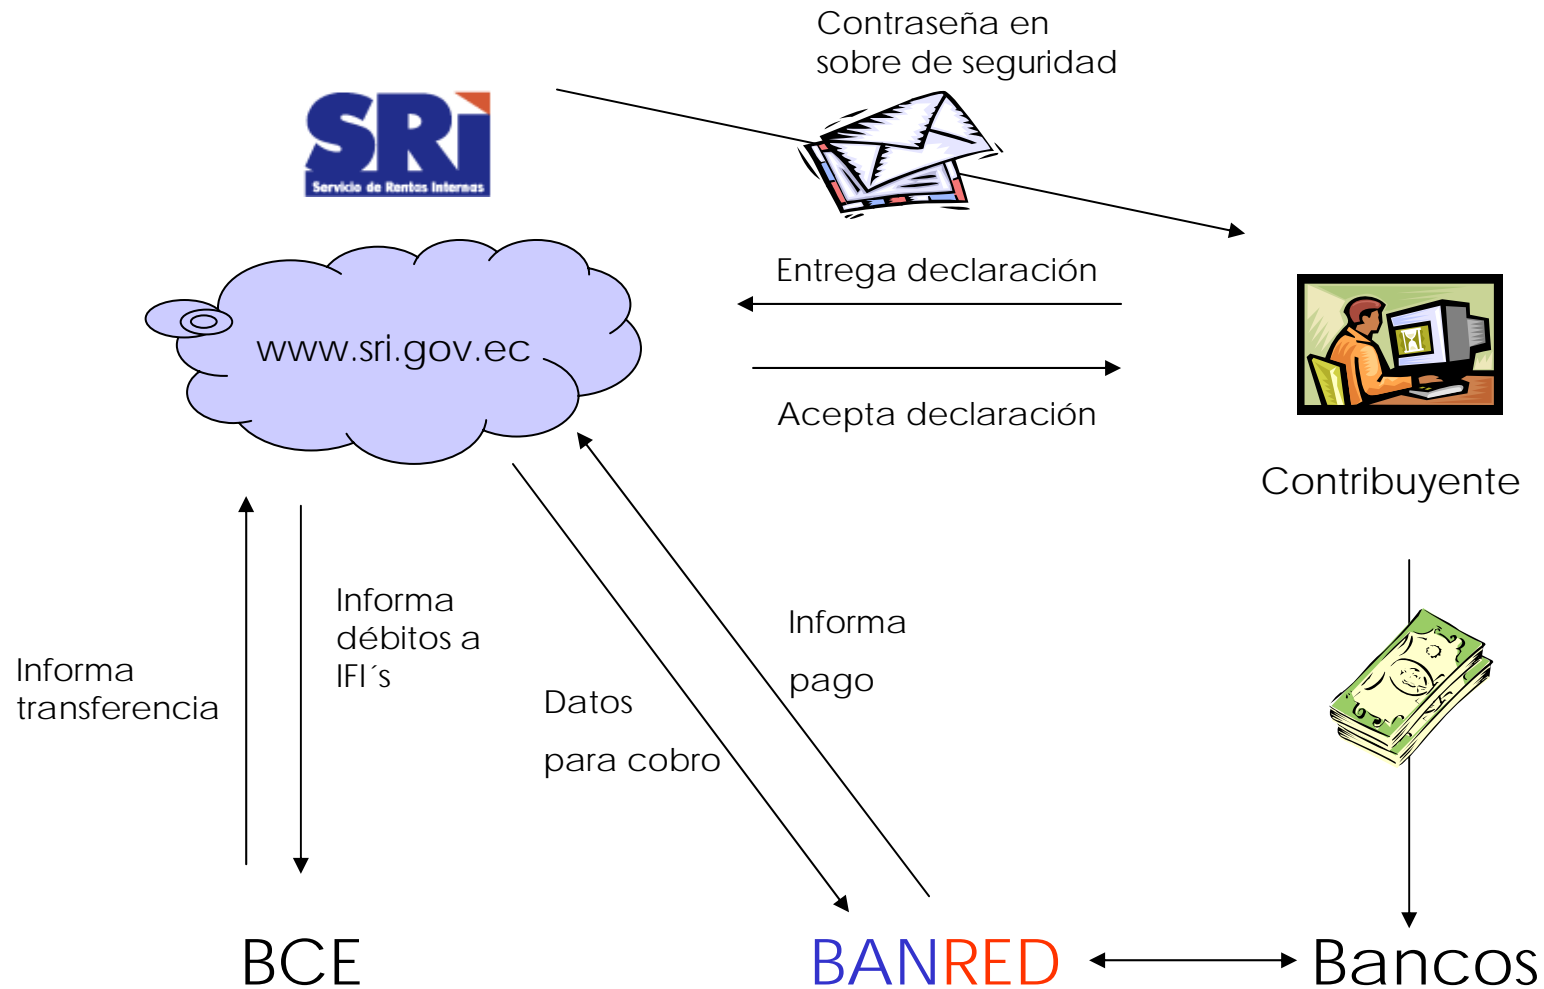 Contraseña en
sobre de seguridad
SRi
Servicio de Rentas Internas
Entrega declaración
www.sri.gov.ec
Acepta declaración
Contribuyente
Informa
débitos a
IFI´s
Informa
transferencia
Informa
pago
Datos
para cobro
BCE
BANRED
Bancos